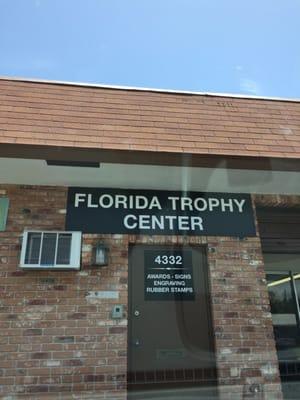 FLORIDA TROPHY
CENTER
4332
AWARDS - SIGNS
ENGRAVING
RUBBER STAMPS